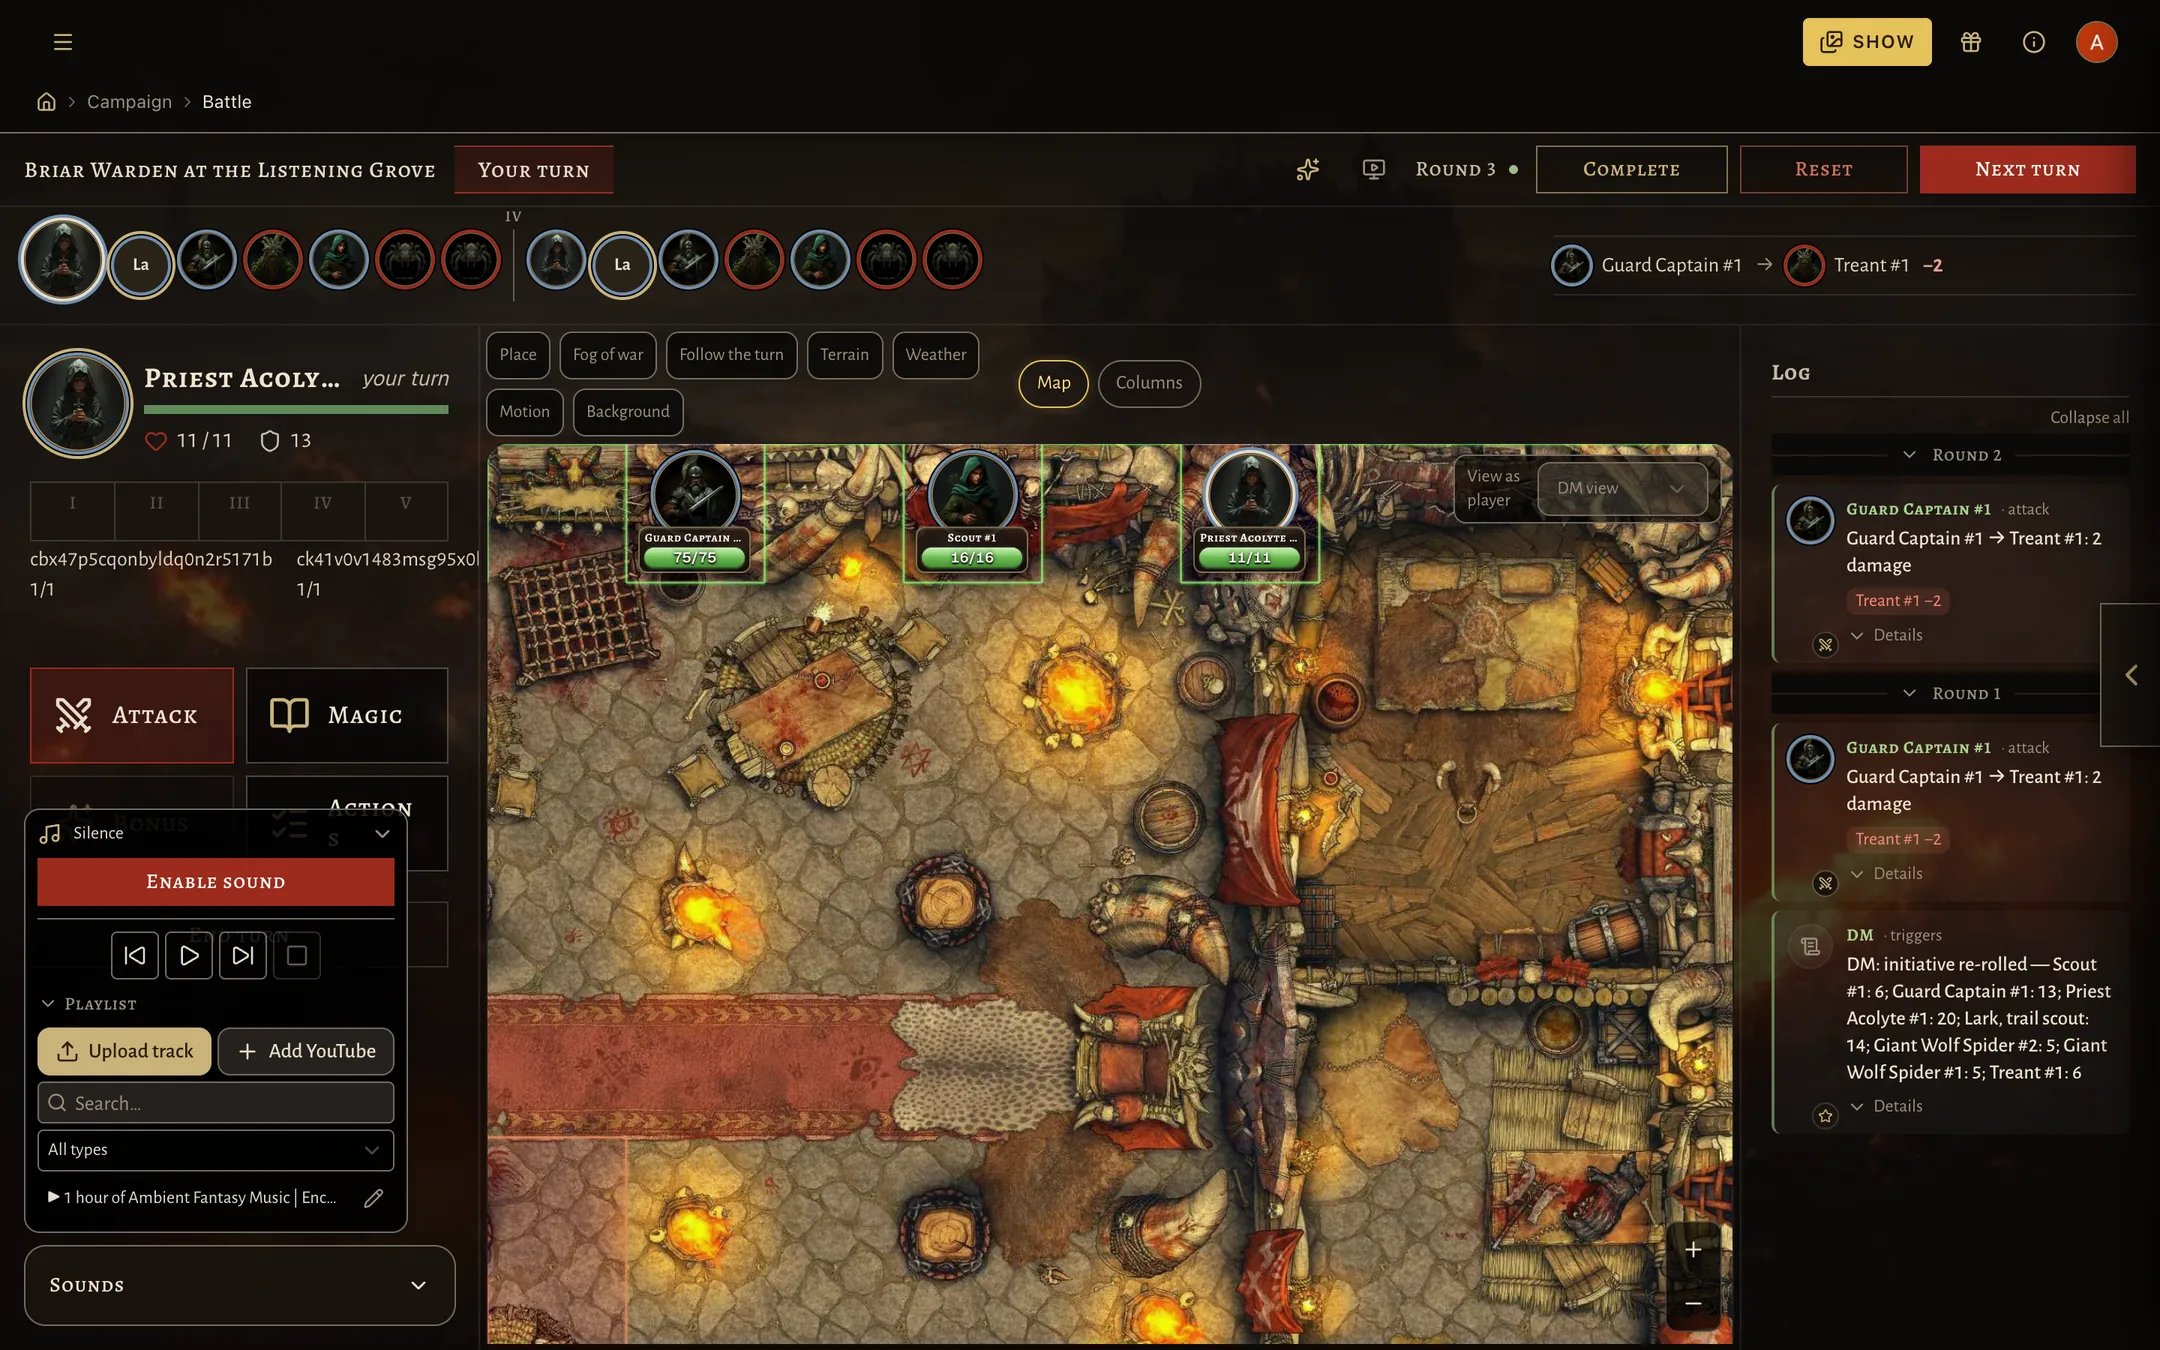 SHOW
A
Campaign
Battle
Briar Warden at the Listening Grove
Your turn
Round 3
Complete
Reset
Next turn
La
IV
La
Guard Captain #1 → Treant #1 –2
Priest Acoly...
your turn
11 / 11
13
I
II
III
IV
V
cbx47p5cqonbyldq0n2r5171b
1/1
ck41v0v1483msg95x0l
1/1
Attack
Magic
Bonus
Action
s
Silence
Enable sound
End turn
Playlist
Upload track
Add YouTube
Search...
All types
1 hour of Ambient Fantasy Music | Enc...
Sounds
Place
Fog of war
Follow the turn
Terrain
Weather
Motion
Background
Map
Columns
View as
player
DM view
Guard Captain ...
75/75
Scout #1
16/16
Priest Acolyte ...
11/11
+
−
Log
Collapse all
Round 2
Guard Captain #1 · attack
Guard Captain #1 → Treant #1: 2
damage
Treant #1 –2
Details
Round 1
Guard Captain #1 · attack
Guard Captain #1 → Treant #1: 2
damage
Treant #1 –2
Details
DM · triggers
DM: initiative re-rolled — Scout
#1: 6; Guard Captain #1: 13; Priest
Acolyte #1: 20; Lark, trail scout:
14; Giant Wolf Spider #2: 5; Giant
Wolf Spider #1: 5; Treant #1: 6
Details